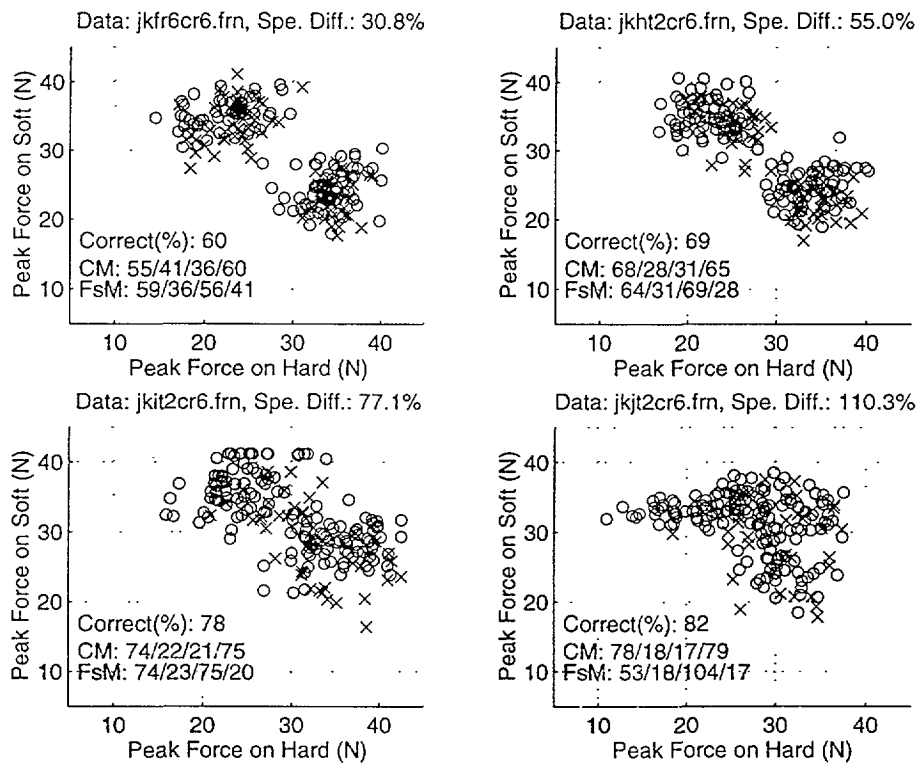 Data: jkfr6cr6.frn, Spe. Diff.: 30.8%
Peak Force on Soft (N)
40
30
20
10
Correct(%): 60
CM: 55/41/36/60
FsM: 59/36/56/41
10 20 30 40
Peak Force on Hard (N)
Data: jkht2cr6.frn, Spe. Diff.: 55.0%
Peak Force on Soft (N)
40
30
20
10
Correct(%): 69
CM: 68/28/31/65
FsM: 64/31/69/28
10 20 30 40
Peak Force on Hard (N)
Data: jkit2cr6.frn, Spe. Diff.: 77.1%
Peak Force on Soft (N)
40
30
20
10
Correct(%): 78
CM: 74/22/21/75
FsM: 74/23/75/20
10 20 30 40
Peak Force on Hard (N)
Data: jkjt2cr6.frn, Spe. Diff.: 110.3%
Peak Force on Soft (N)
40
30
20
10
Correct(%): 82
CM: 78/18/17/79
FsM: 53/18/104/17
10 20 30 40
Peak Force on Hard (N)